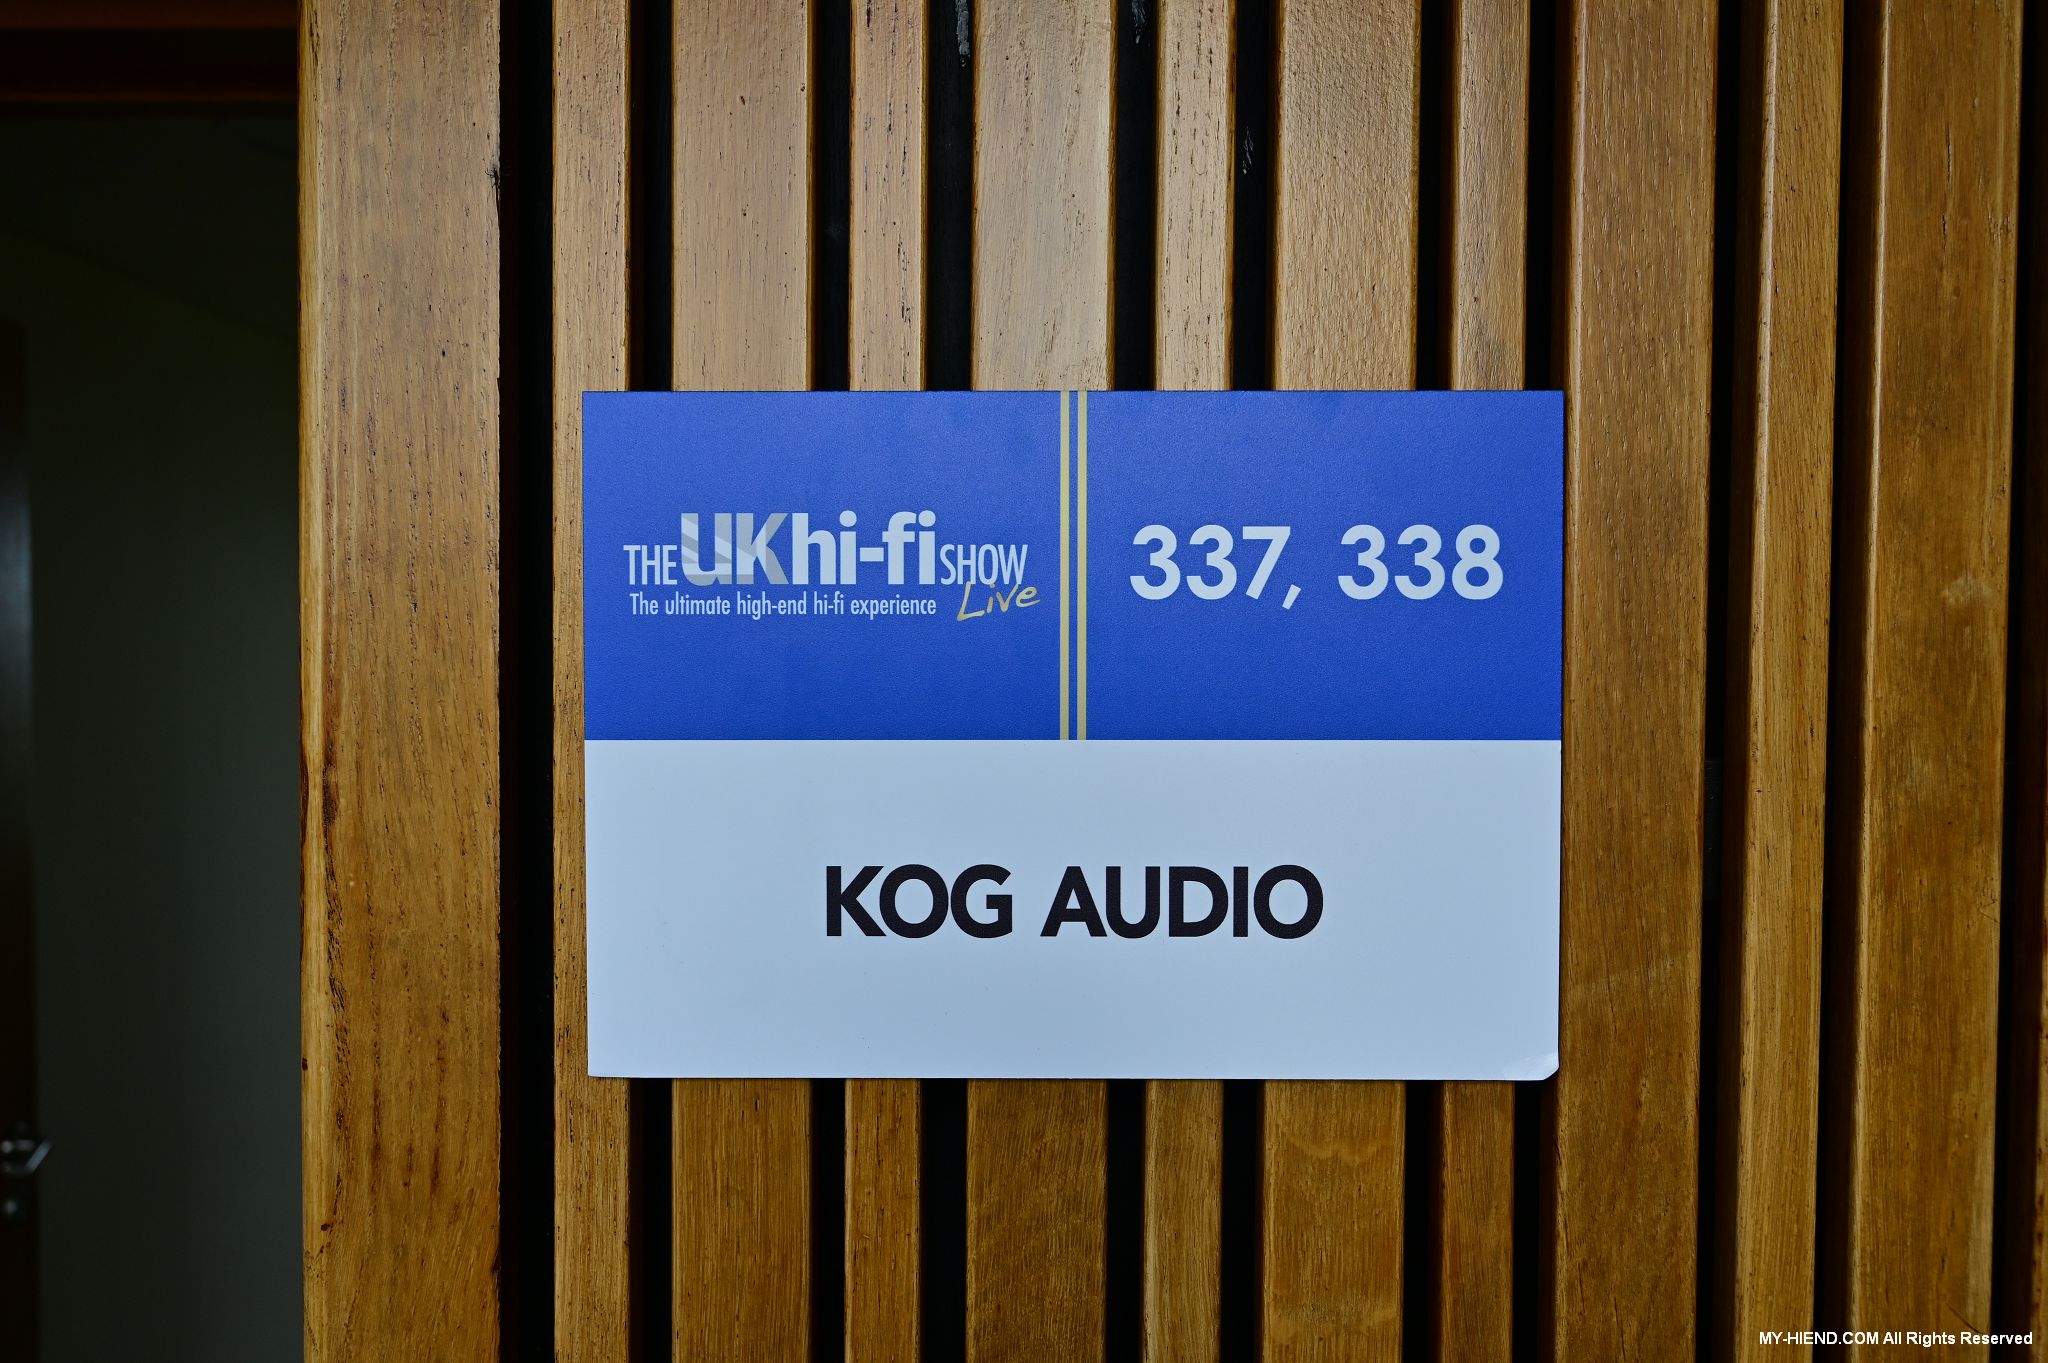 THE UK hi-fi SHOW
Live
The ultimate high-end hi-fi experience
337, 338
KOG AUDIO
MY-HIEND.COM All Rights Reserved